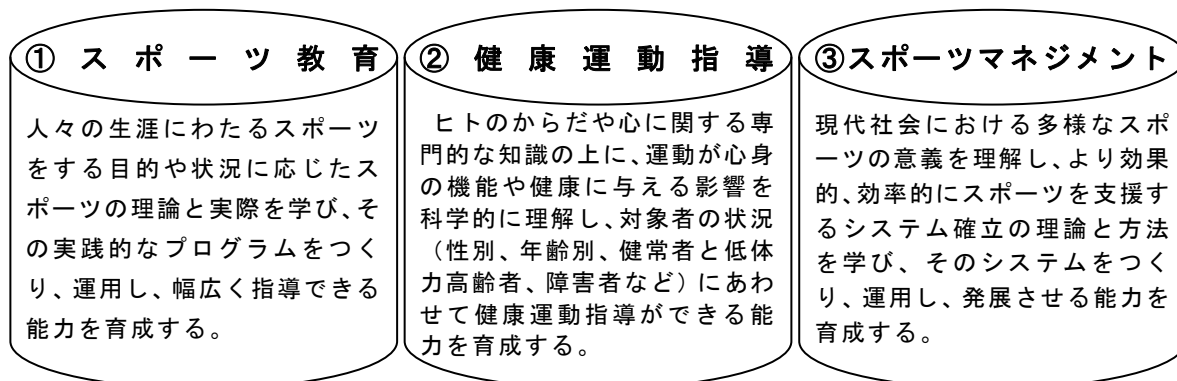 ①スポーツ教育
人々の生涯にわたるスポーツ
をする目的や状況に応じたス
ポーツの理論と実際を学び、そ
の実践的なプログラムをつく
り、運用し、幅広く指導できる
能力を育成する。
②健康運動指導
ヒトのからだや心に関する専
門的な知識の上に、運動が心身
の機能や健康に与える影響を
科学的に理解し、対象者の状況
（性別、年齢別、健常者と低体
力高齢者、障害者など）にあわ
せて健康運動指導ができる能
力を育成する。
③スポーツマネジメント
現代社会における多様なスポ
ーツの意義を理解し、より効果
的、効率的にスポーツを支援す
るシステム確立の理論と方法
を学び、そのシステムをつく
り、運用し、発展させる能力を
育成する。